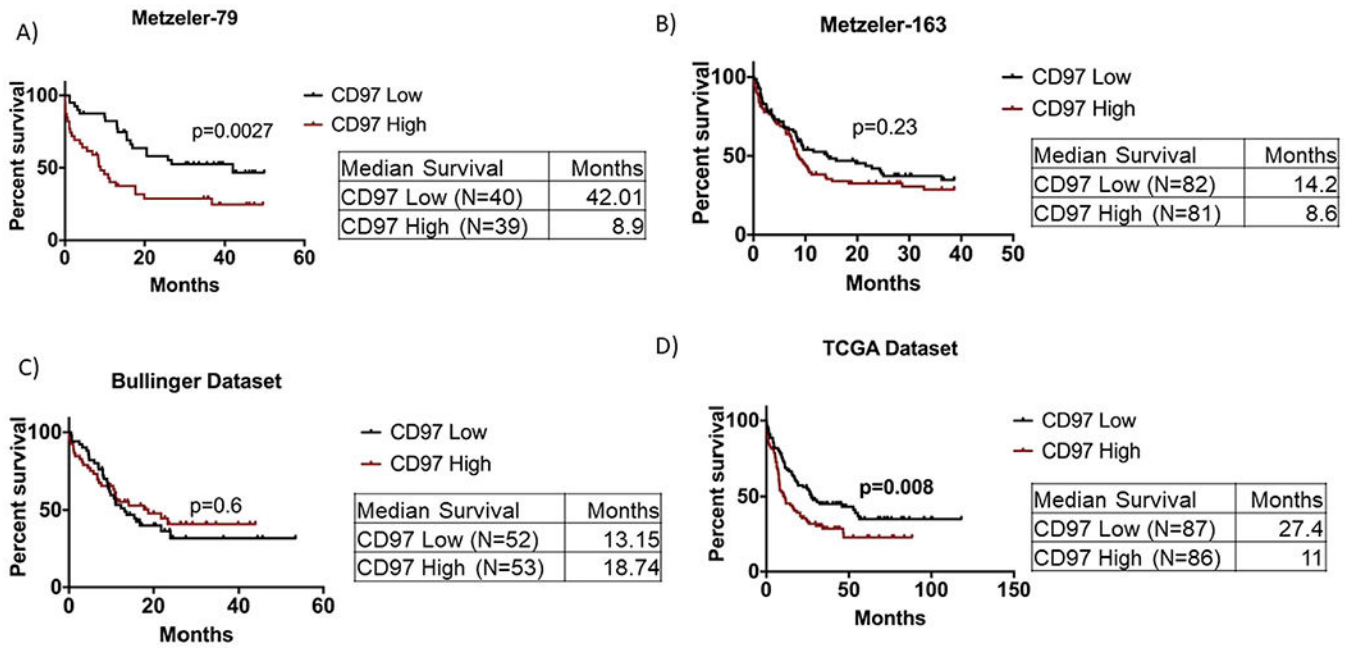 A)
Metzeler-79
Percent survival
100
50
0
0 20 40 60
Months
p=0.0027
CD97 Low
CD97 High
Median Survival Months
CD97 Low (N=40) 42.01
CD97 High (N=39) 8.9
B)
Metzeler-163
Percent survival
100
50
0
0 10 20 30 40 50
Months
p=0.23
CD97 Low
CD97 High
Median Survival Months
CD97 Low (N=82) 14.2
CD97 High (N=81) 8.6
C)
Bullinger Dataset
Percent survival
100
50
0
0 20 40 60
Months
p=0.6
CD97 Low
CD97 High
Median Survival Months
CD97 Low (N=52) 13.15
CD97 High (N=53) 18.74
D)
TCGA Dataset
Percent survival
100
50
0
0 50 100 150
Months
p=0.008
CD97 Low
CD97 High
Median Survival Months
CD97 Low (N=87) 27.4
CD97 High (N=86) 11